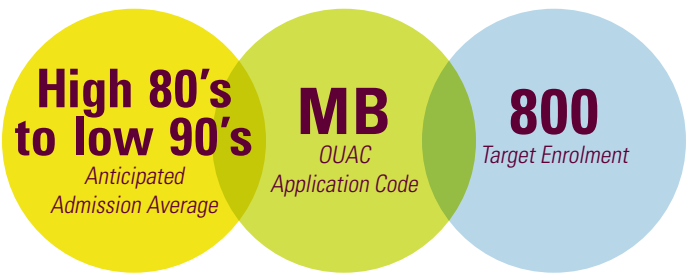 High 80's
to low 90's
Anticipated
Admission Average
MB
OUAC
Application Code
800
Target Enrolment